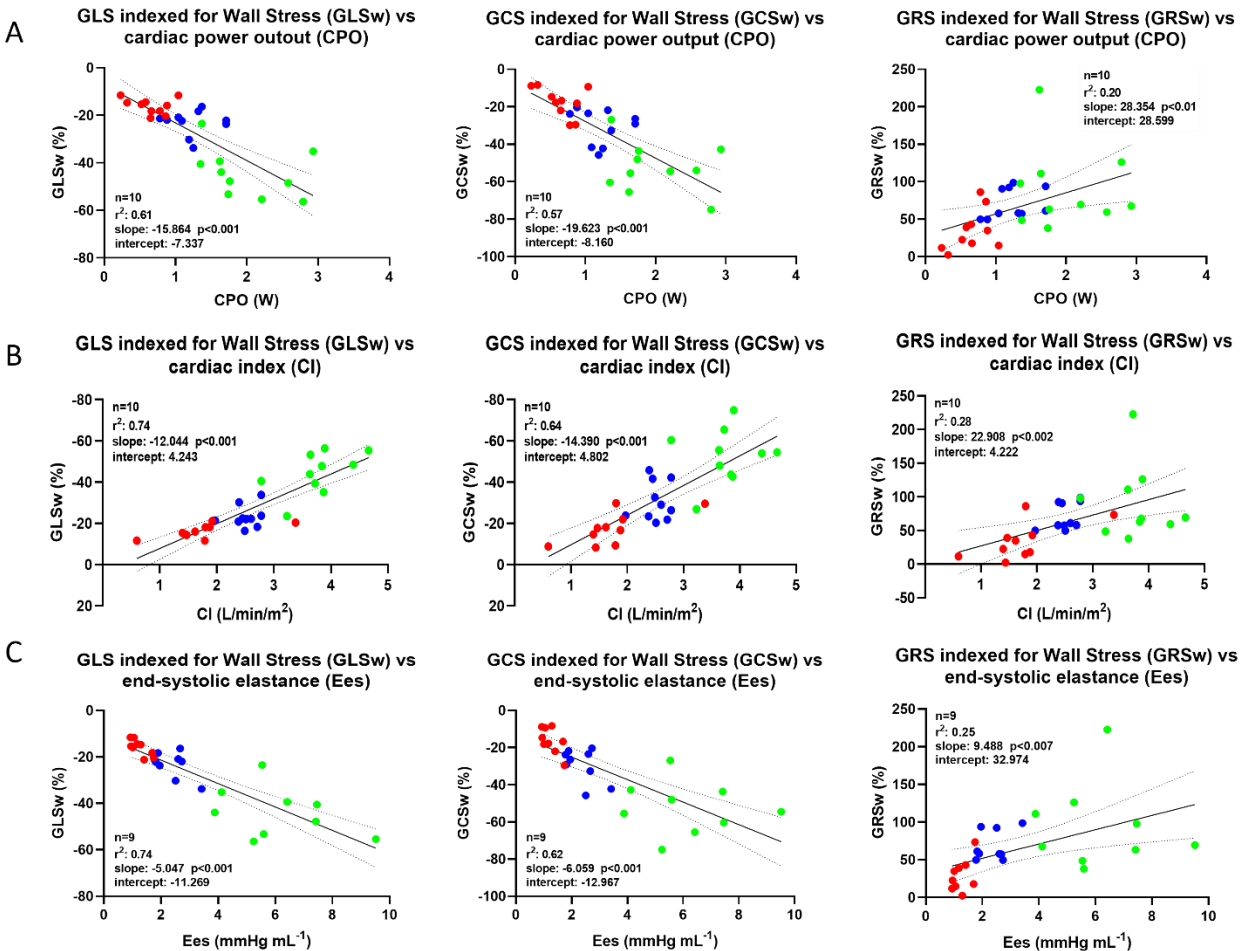 A
GLS indexed for Wall Stress (GLSw) vs
cardiac power outout (CPO)
0
-20
-40
-60
-80
GLSw (%)
n=10
r2: 0.61
slope: -15.864 p<0.001
intercept: -7.337
0 1 2 3 4
CPO (W)
GCS indexed for Wall Stress (GCSw) vs
cardiac power output (CPO)
0
-20
-40
-60
-80
-100
GCSw (%)
n=10
r2: 0.57
slope: -19.623 p<0.001
intercept: -8.160
0 1 2 3 4
CPO (W)
GRS indexed for Wall Stress (GRSw) vs
cardiac power output (CPO)
250
200
150
100
50
0
GRSw (%)
n=10
r2: 0.20
slope: 28.354 p<0.01
intercept: 28.599
0 1 2 3 4
CPO (W)
B
GLS indexed for Wall Stress (GLSw) vs
cardiac index (CI)
-80
-60
-40
-20
0
20
GLSw (%)
n=10
r2: 0.74
slope: -12.044 p<0.001
intercept: 4.243
0 1 2 3 4 5
CI (L/min/m2)
GCS indexed for Wall Stress (GCSw) vs
cardiac index (CI)
-80
-60
-40
-20
0
20
GCSw (%)
n=10
r2: 0.64
slope: -14.390 p<0.001
intercept: 4.802
0 1 2 3 4 5
CI (L/min/m2)
GRS indexed for Wall Stress (GRSw) vs
cardiac index (CI)
250
200
150
100
50
0
-50
GRSw (%)
n=10
r2: 0.28
slope: 22.908 p<0.002
intercept: 4.222
0 1 2 3 4 5
CI (L/min/m2)
C
GLS indexed for Wall Stress (GLSw) vs
end-systolic elastance (Ees)
0
-20
-40
-60
-80
GLSw (%)
n=9
r2: 0.74
slope: -5.047 p<0.001
intercept: -11.269
0 2 4 6 8 10
Ees (mmHg mL-1)
GCS indexed for Wall Stress (GCSw) vs
end-systolic elastance (Ees)
0
-20
-40
-60
-80
-100
GCSw (%)
n=9
r2: 0.62
slope: -6.059 p<0.001
intercept: -12.967
0 2 4 6 8 10
Ees (mmHg mL-1)
GRS indexed for Wall Stress (GRSw) vs
end-systolic elastance (Ees)
250
200
150
100
50
0
GRSw (%)
n=9
r2: 0.25
slope: 9.488 p<0.007
intercept: 32.974
0 2 4 6 8 10
Ees (mmHg mL-1)